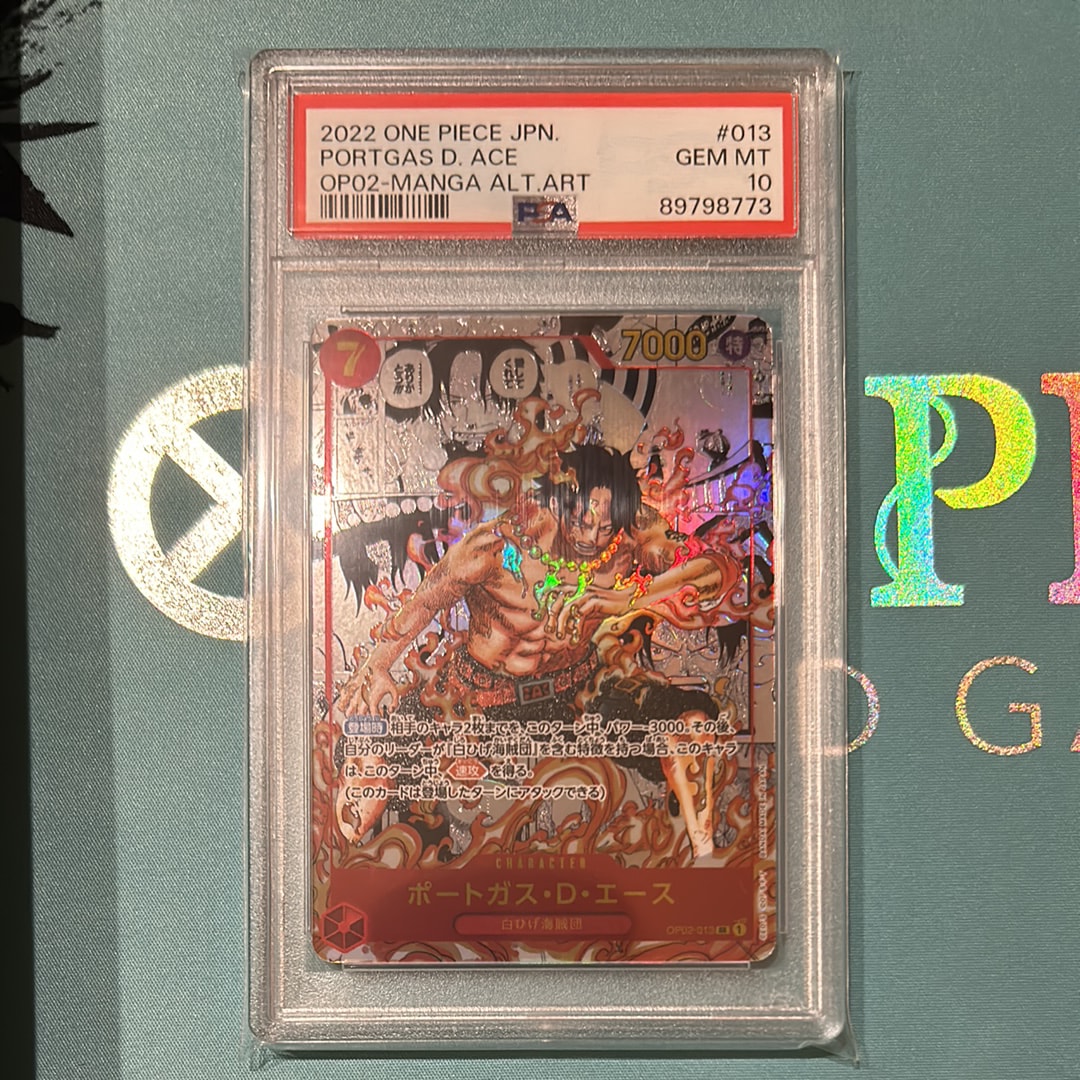 2022 ONE PIECE JPN.
#013
PORTGAS D. ACE
GEM MT
OP02-MANGA ALT.ART
10
PSA
89798773
7
7000
特
登場時 相手のキャラ2枚までを、このターン中、パワー-3000。その後、
自分のリーダーが『白ひげ海賊団』を含む特徴を持つ場合、このキャラ
は、このターン中、速攻 を得る。
(このカードは登場したターンにアタックできる)
CHARACTER
ポートガス・D・エース
白ひげ海賊団
OP02-013 SR 1
P
D GA